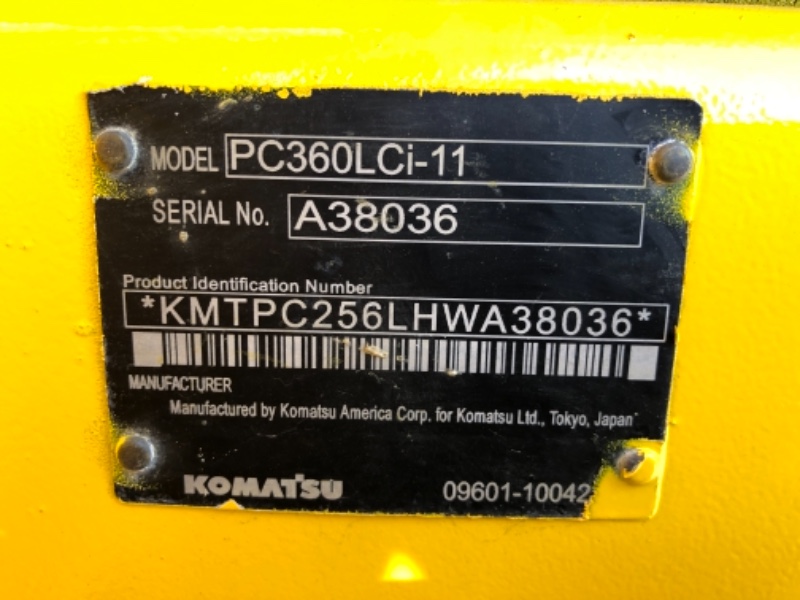 MODEL PC360LCi-11
SERIAL No. A38036
Product Identification Number
*KMTPC256LHWA38036*
MANUFACTURER
Manufactured by Komatsu America Corp. for Komatsu Ltd., Tokyo, Japan
KOMATSU 09601-10042